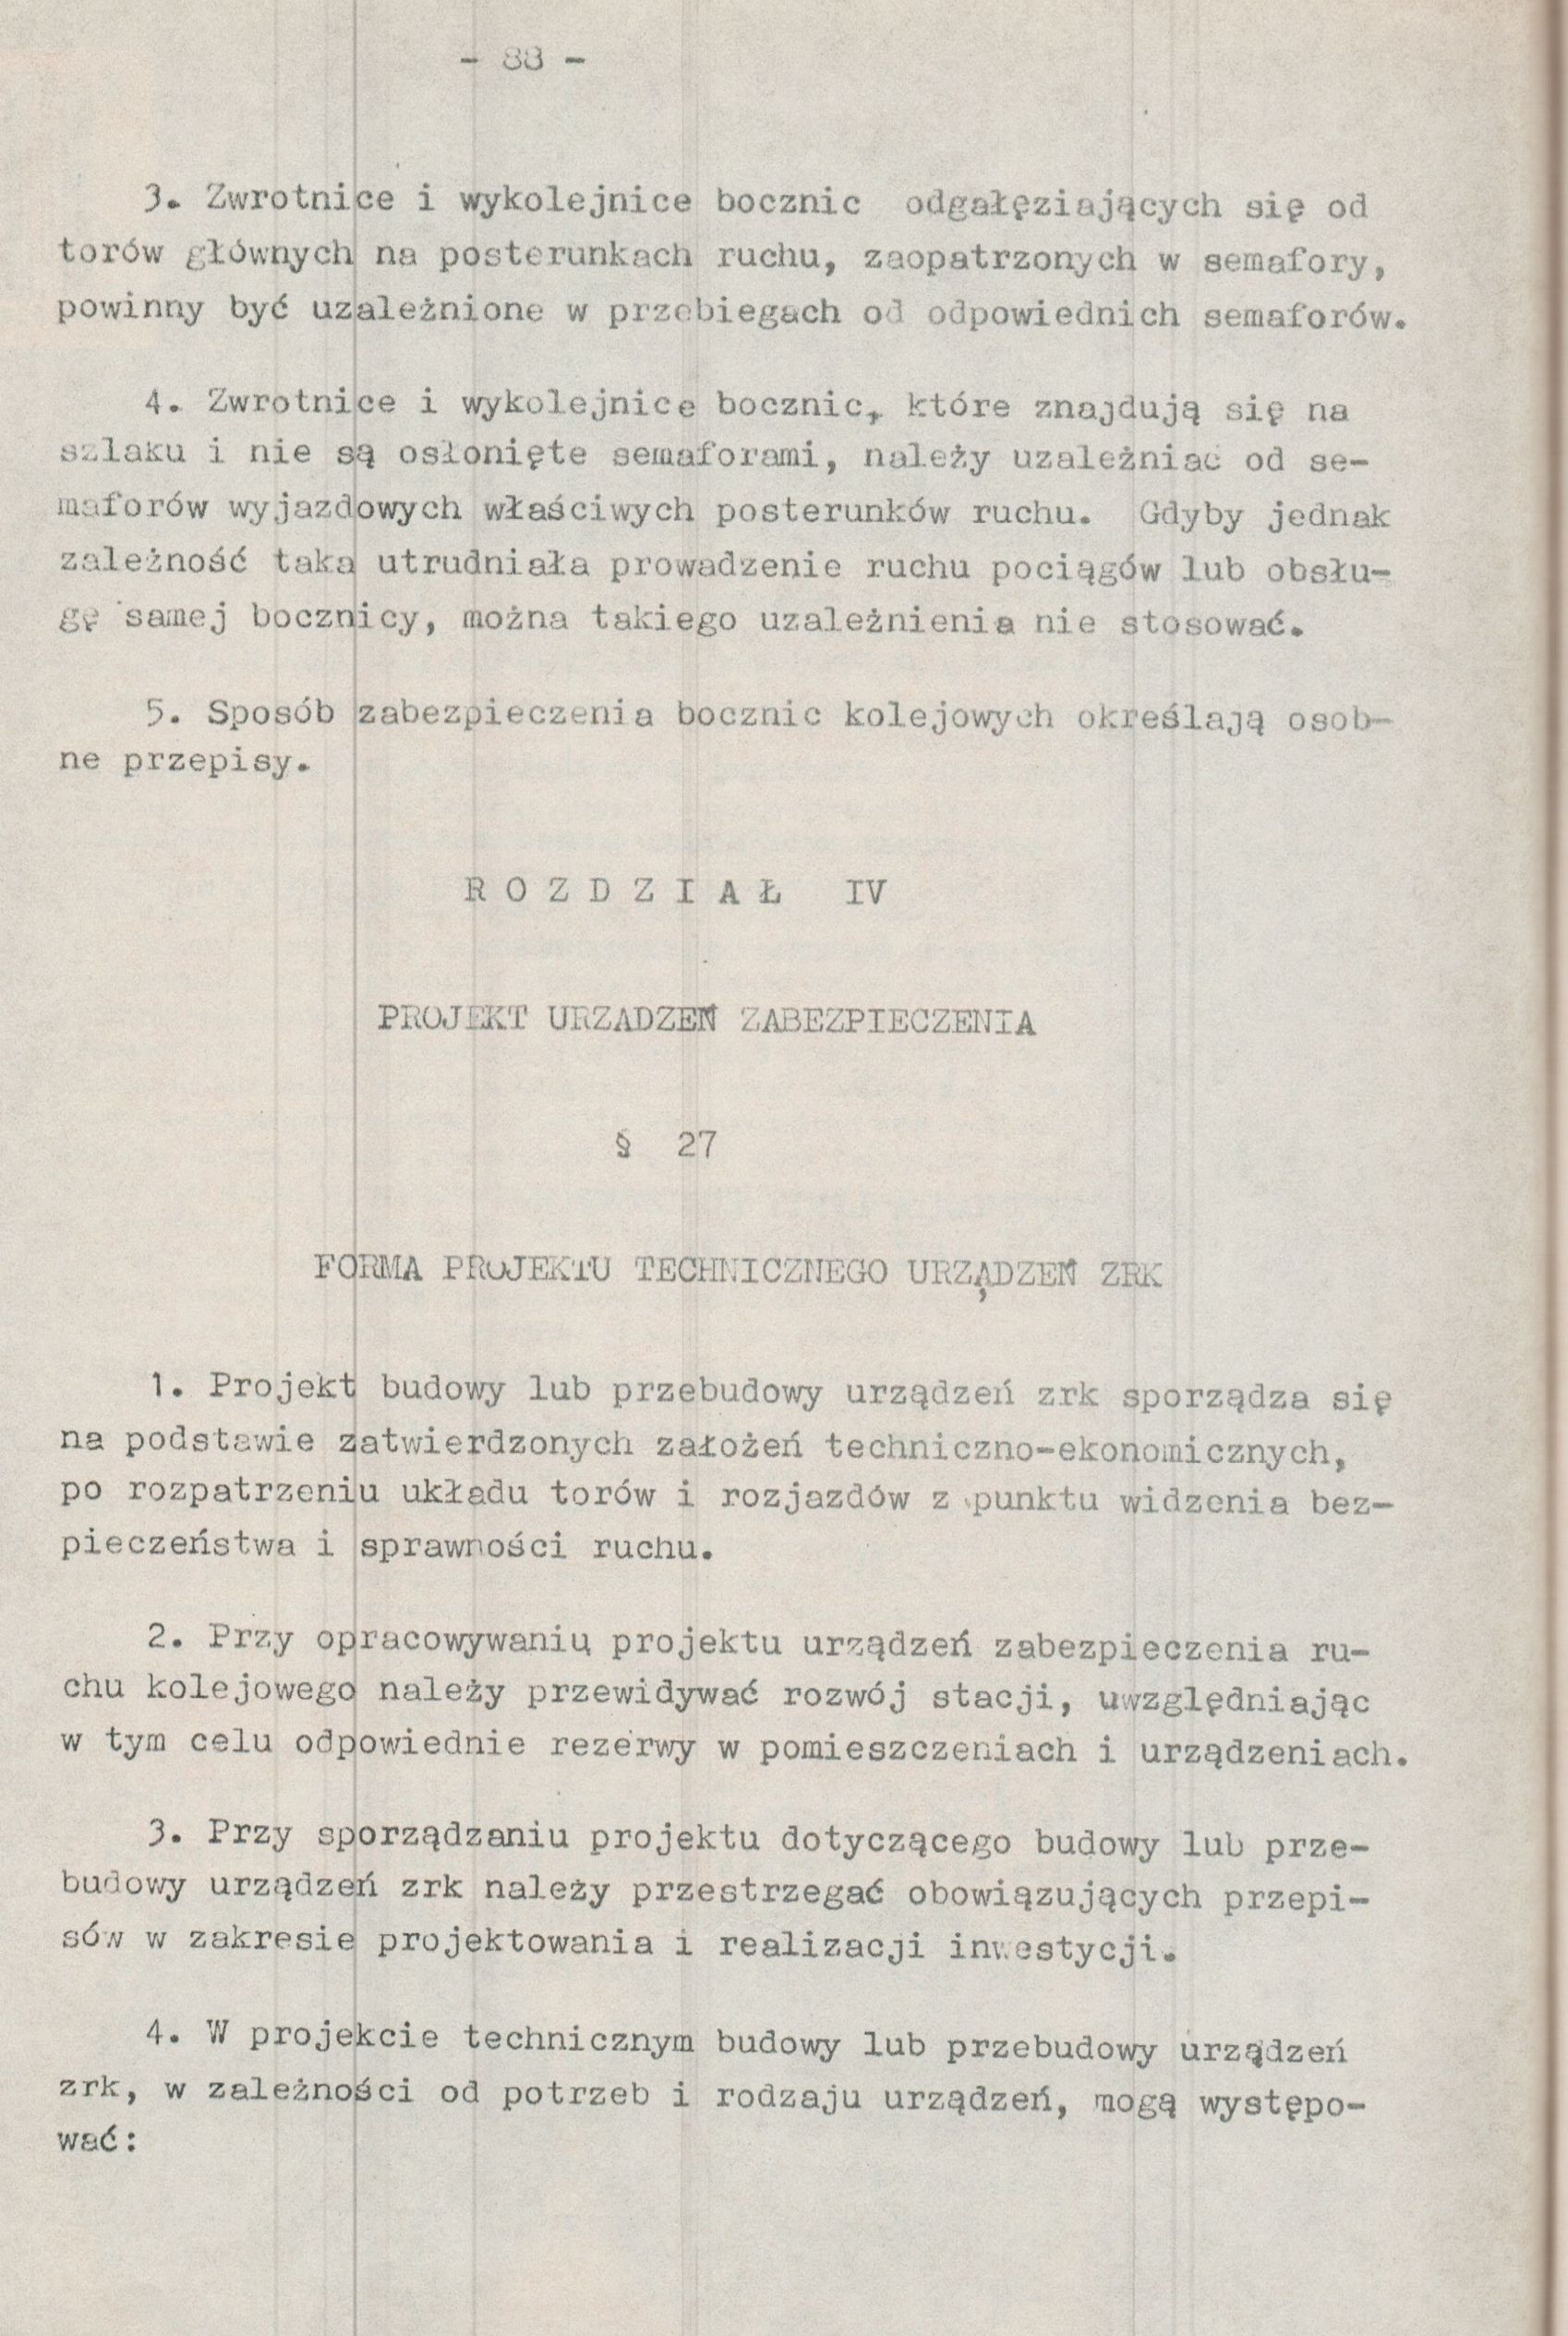 - 88 -
3. Zwrotnice i wykolejnice bocznic odgałęziających się od
torów głównych na posterunkach ruchu, zaopatrzonych w semafory,
powinny być uzależnione w przebiegach od odpowiednich semaforów.
4. Zwrotnice i wykolejnice bocznic, które znajdują się na
szlaku i nie są osłonięte semaforami, należy uzależniać od se-
maforów wyjazdowych właściwych posterunków ruchu. Gdyby jednak
zależność taka utrudniała prowadzenie ruchu pociągów lub obsłu-
gę samej bocznicy, można takiego uzależnienia nie stosować.
5. Sposób zabezpieczenia bocznic kolejowych określają osob-
ne przepisy.
R O Z D Z I A Ł IV
PROJEKT URZADZEŃ ZABEZPIECZENIA
§ 27
FORMA PROJEKTU TECHNICZNEGO URZĄDZEŃ ZRK
1. Projekt budowy lub przebudowy urządzeń zrk sporządza się
na podstawie zatwierdzonych założeń techniczno-ekonomicznych,
po rozpatrzeniu układu torów i rozjazdów z punktu widzenia bez-
pieczeństwa i sprawności ruchu.
2. Przy opracowywaniu projektu urządzeń zabezpieczenia ru-
chu kolejowego należy przewidywać rozwój stacji, uwzględniając
w tym celu odpowiednie rezerwy w pomieszczeniach i urządzeniach.
3. Przy sporządzaniu projektu dotyczącego budowy lub prze-
budowy urządzeń zrk należy przestrzegać obowiązujących przepi-
sów w zakresie projektowania i realizacji inwestycji.
4. W projekcie technicznym budowy lub przebudowy urządzeń
zrk, w zależności od potrzeb i rodzaju urządzeń, mogą występo-
wać: